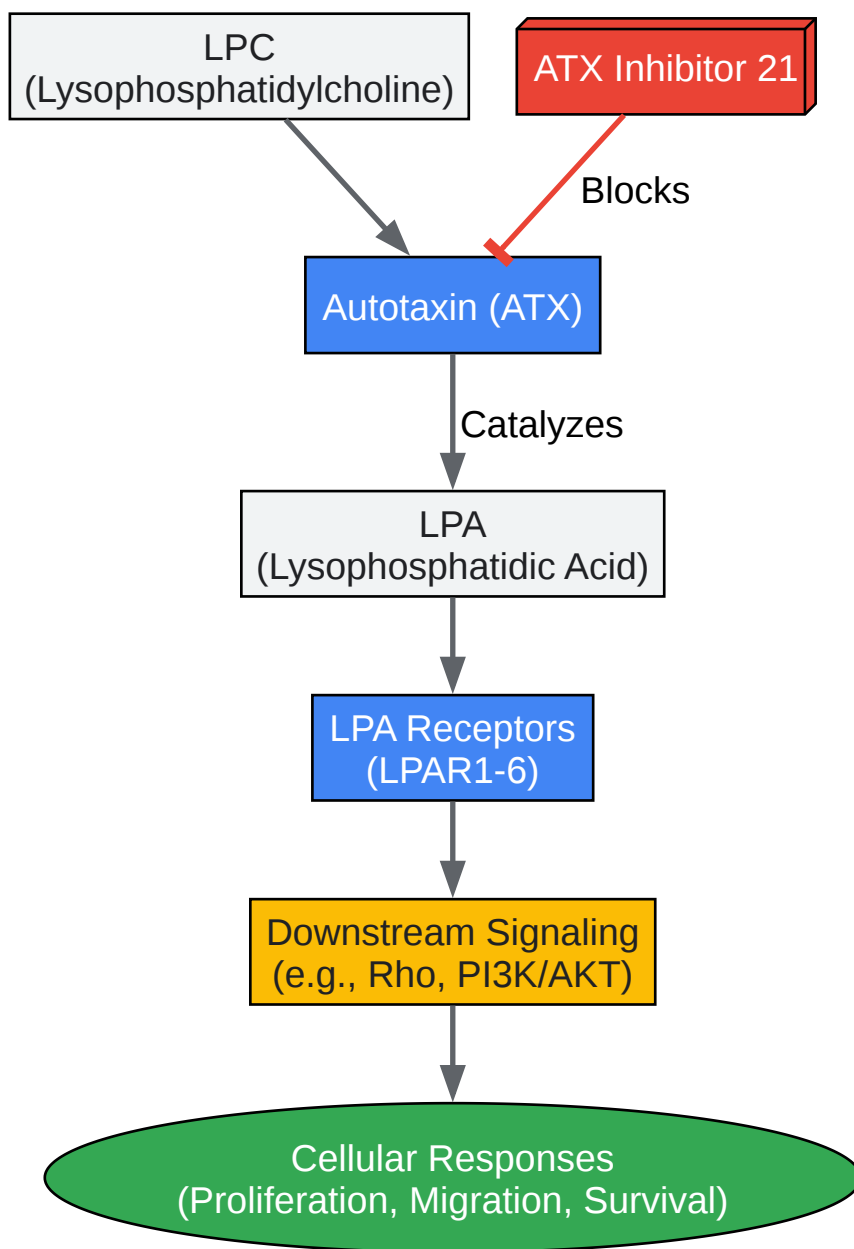 LPC
(Lysophosphatidylcholine)
ATX Inhibitor 21
Blocks
Autotaxin (ATX)
Catalyzes
LPA
(Lysophosphatidic Acid)
LPA Receptors
(LPAR1-6)
Downstream Signaling
(e.g., Rho, PI3K/AKT)
Cellular Responses
(Proliferation, Migration, Survival)